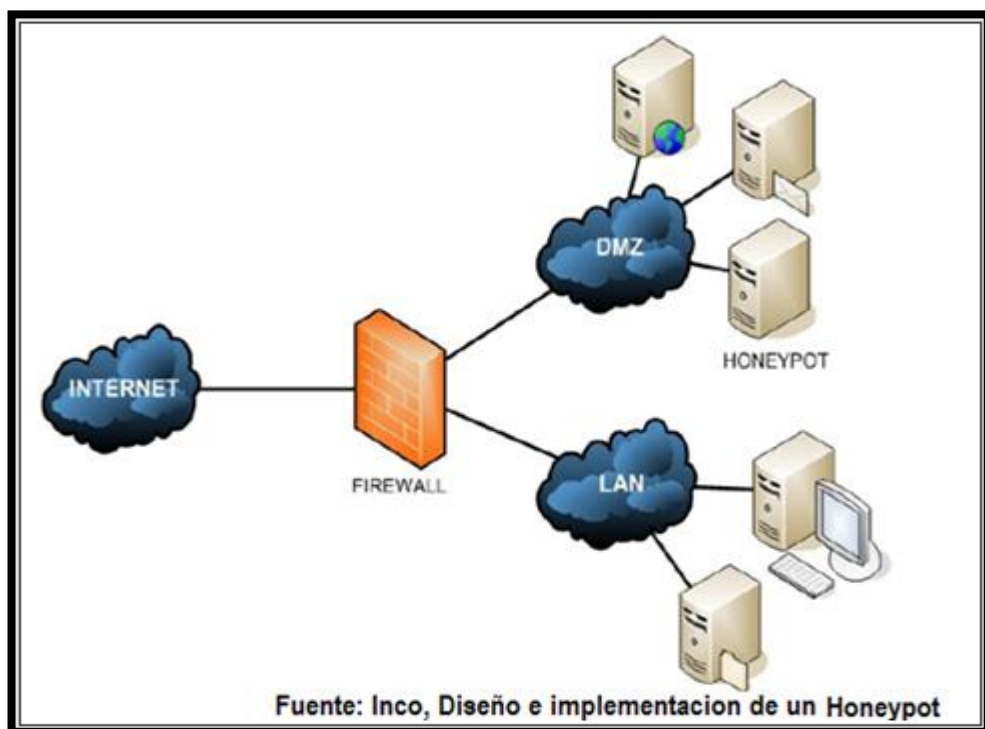 DMZ
HONEYPOT
INTERNET
FIREWALL
LAN
Fuente: Inco, Diseño e implementacion de un Honeypot